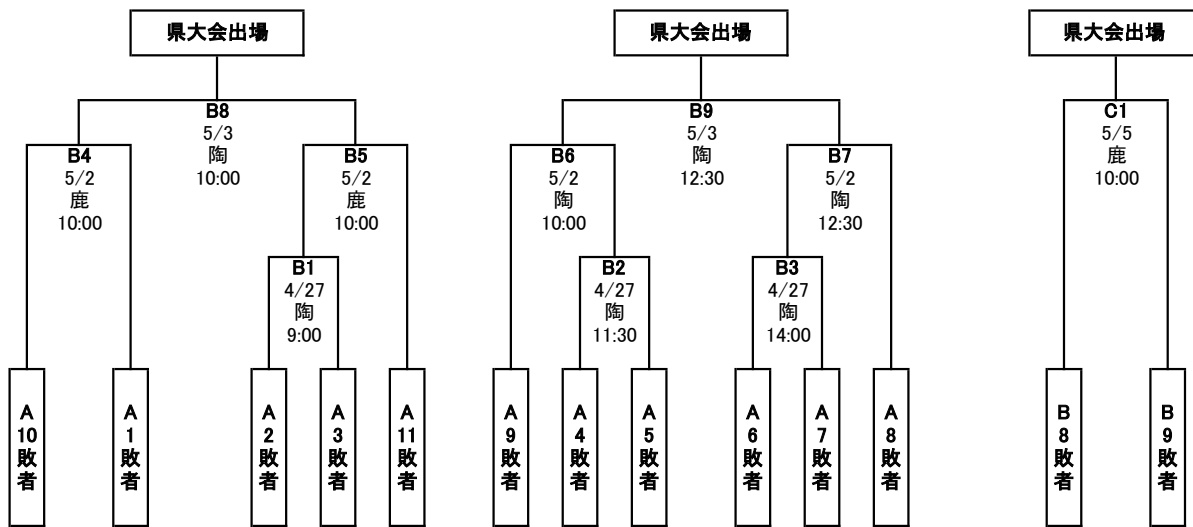 県大会出場
県大会出場
県大会出場
B8
5/3
陶
10:00
B9
5/3
陶
12:30
C1
5/5
鹿
10:00
B4
5/2
鹿
10:00
B5
5/2
鹿
10:00
B6
5/2
陶
10:00
B7
5/2
陶
12:30
B1
4/27
陶
9:00
B2
4/27
陶
11:30
B3
4/27
陶
14:00
A10敗者
A1敗者
A2敗者
A3敗者
A11敗者
A9敗者
A4敗者
A5敗者
A6敗者
A7敗者
A8敗者
B8敗者
B9敗者